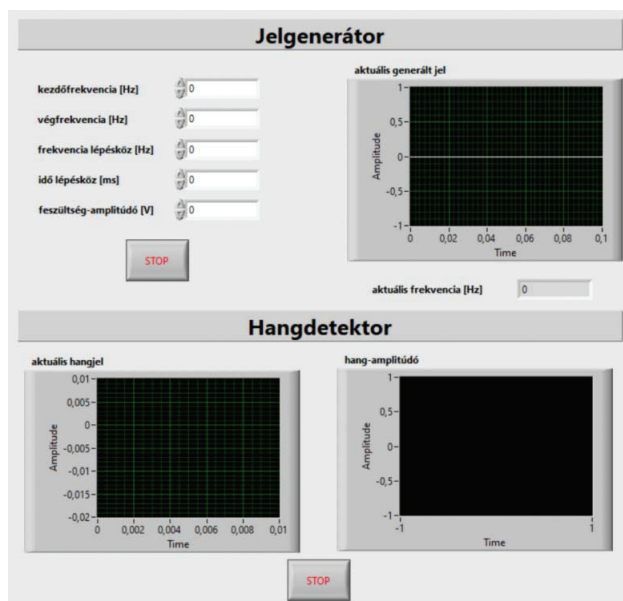 Jelgenerátor
kezdőfrekvencia [Hz]
0
végfrekvencia [Hz]
0
frekvencia lépésköz [Hz]
0
idő lépésköz [ms]
0
feszültség-amplitúdó [V]
0
STOP
aktuális generált jel
Amplitude
1
0,5
0
-0,5
-1
0 0,02 0,04 0,06 0,08 0,1
Time
aktuális frekvencia [Hz] 0
Hangdetektor
aktuális hangjel
Amplitude
0,01
0,005
0
-0,005
-0,01
-0,015
-0,02
0 0,002 0,004 0,006 0,008 0,01
Time
hang-amplitúdó
Amplitude
1
0,5
0
-0,5
-1
-1 1
Time
STOP